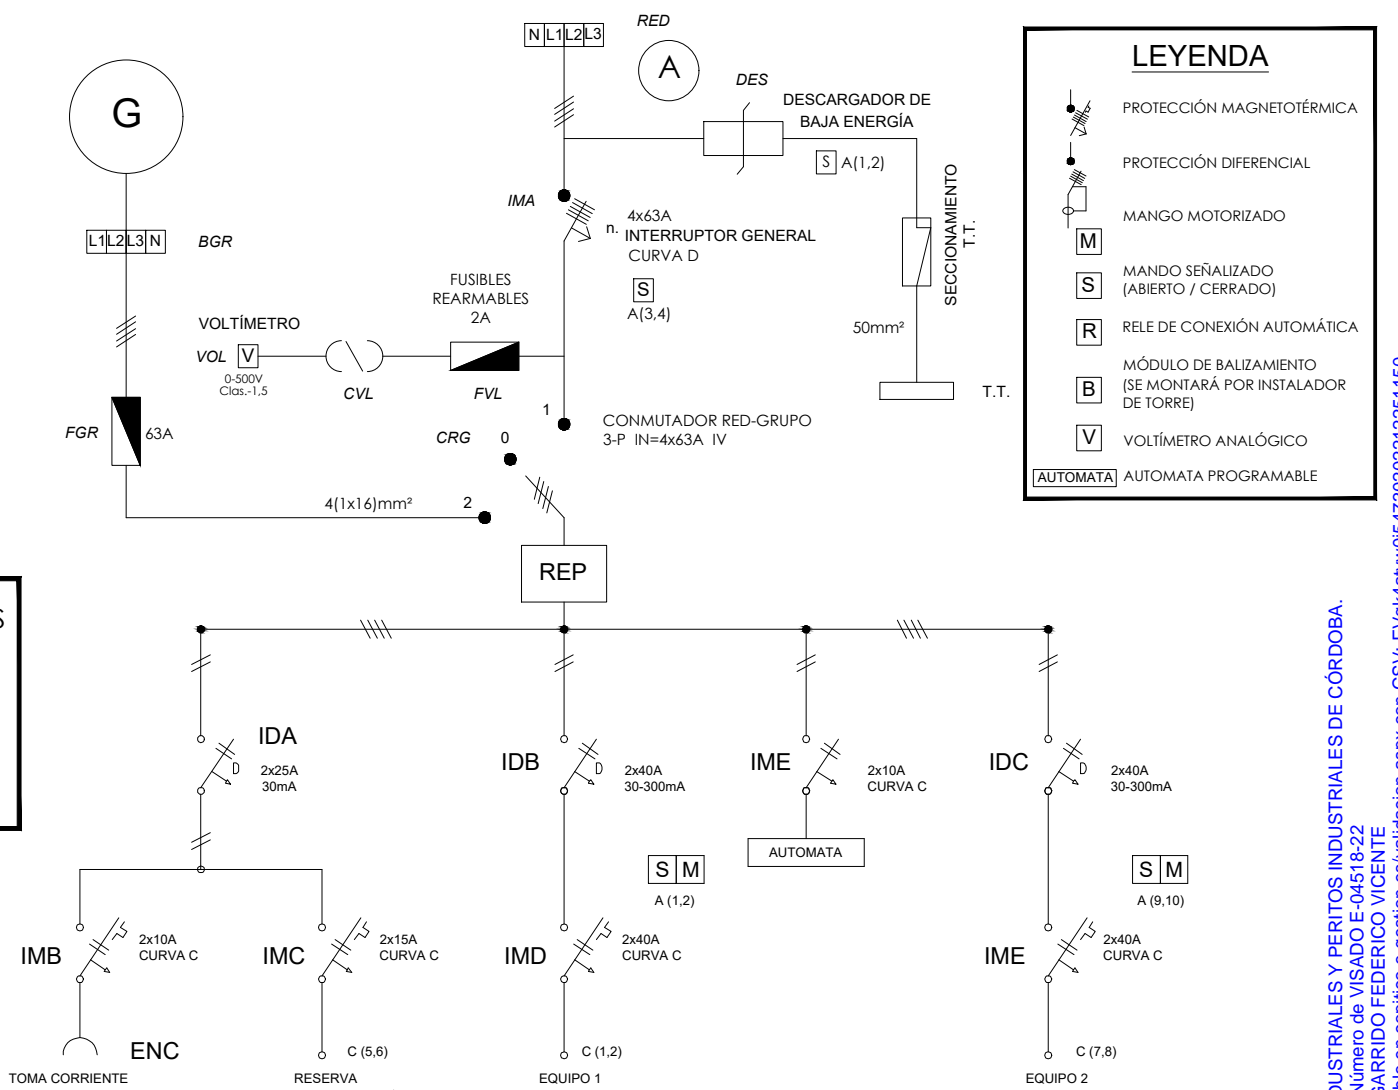 RED
N L1 L2 L3
A
G
DES
DESCARGADOR DE
BAJA ENERGÍA
S A(1,2)
IMA
n.
4x63A
INTERRUPTOR GENERAL
CURVA D
S
A(3,4)
SECCIONAMIENTO
T.T.
50mm²
T.T.
L1 L2 L3 N
BGR
FUSIBLES
REARMABLES
2A
VOLTÍMETRO
VOL V
0-500V
Clas.-1,5
CVL
FVL
FGR
63A
1
CONMUTADOR RED-GRUPO
3-P IN=4x63A IV
CRG
0
4(1x16)mm²
2
REP
LEYENDA
PROTECCIÓN MAGNETOTÉRMICA
PROTECCIÓN DIFERENCIAL
MANGO MOTORIZADO
M
S
MANDO SEÑALIZADO
(ABIERTO / CERRADO)
R RELE DE CONEXIÓN AUTOMÁTICA
B
MÓDULO DE BALIZAMIENTO
(SE MONTARÁ POR INSTALADOR
DE TORRE)
V VOLTÍMETRO ANALÓGICO
AUTOMATA AUTOMATA PROGRAMABLE
S
IDA
D
2x25A
30mA
IDB
D
2x40A
30-300mA
IME
2x10A
CURVA C
AUTOMATA
IDC
D
2x40A
30-300mA
S M
A (1,2)
S M
A (9,10)
IMB
2x10A
CURVA C
IMC
2x15A
CURVA C
IMD
2x40A
CURVA C
IME
2x40A
CURVA C
ENC
TOMA CORRIENTE
C (5,6)
RESERVA
C (1,2)
EQUIPO 1
C (7,8)
EQUIPO 2
DUSTRIALES Y PERITOS INDUSTRIALES DE CÓRDOBA.
Número de VISADO E-04518-22
GARRIDO FEDERICO VICENTE